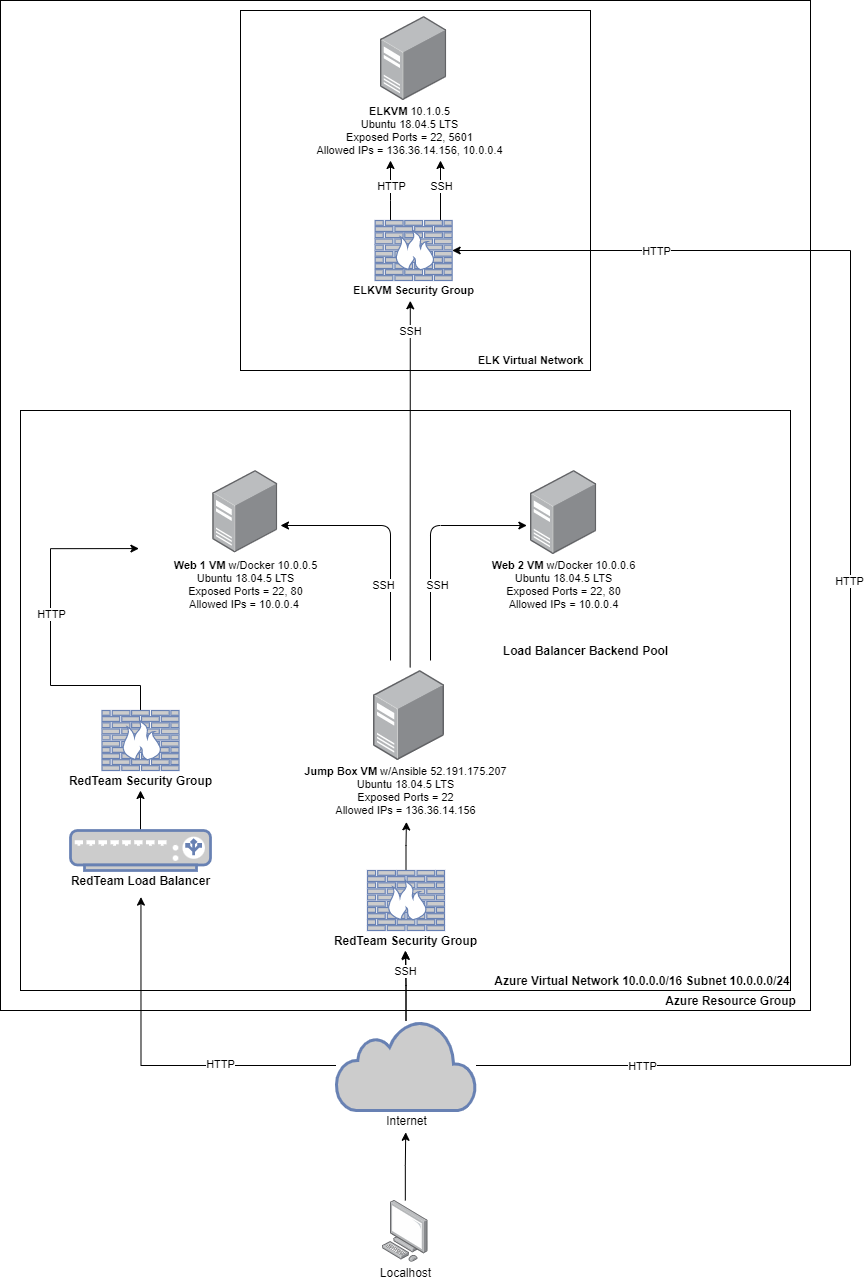 ELKVM 10.1.0.5
Ubuntu 18.04.5 LTS
Exposed Ports = 22, 5601
Allowed IPs = 136.36.14.156, 10.0.0.4
HTTP
SSH
ELKVM Security Group
HTTP
SSH
ELK Virtual Network
Web 1 VM w/Docker 10.0.0.5
Ubuntu 18.04.5 LTS
Exposed Ports = 22, 80
Allowed IPs = 10.0.0.4
SSH
SSH
Web 2 VM w/Docker 10.0.0.6
Ubuntu 18.04.5 LTS
Exposed Ports = 22, 80
Allowed IPs = 10.0.0.4
HTTP
HTTP
Load Balancer Backend Pool
RedTeam Security Group
Jump Box VM w/Ansible 52.191.175.207
Ubuntu 18.04.5 LTS
Exposed Ports = 22
Allowed IPs = 136.36.14.156
RedTeam Load Balancer
RedTeam Security Group
SSH
Azure Virtual Network 10.0.0.0/16 Subnet 10.0.0.0/24
Azure Resource Group
HTTP
HTTP
Internet
Localhost